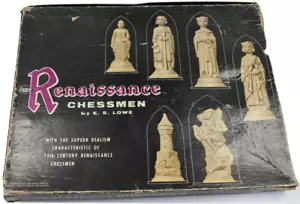 Renaissance
CHESSMEN
by E. S. LOWE
WITH THE SUPERB REALISM
CHARACTERISTIC OF
15th CENTURY RENAISSANCE
CHESSMEN